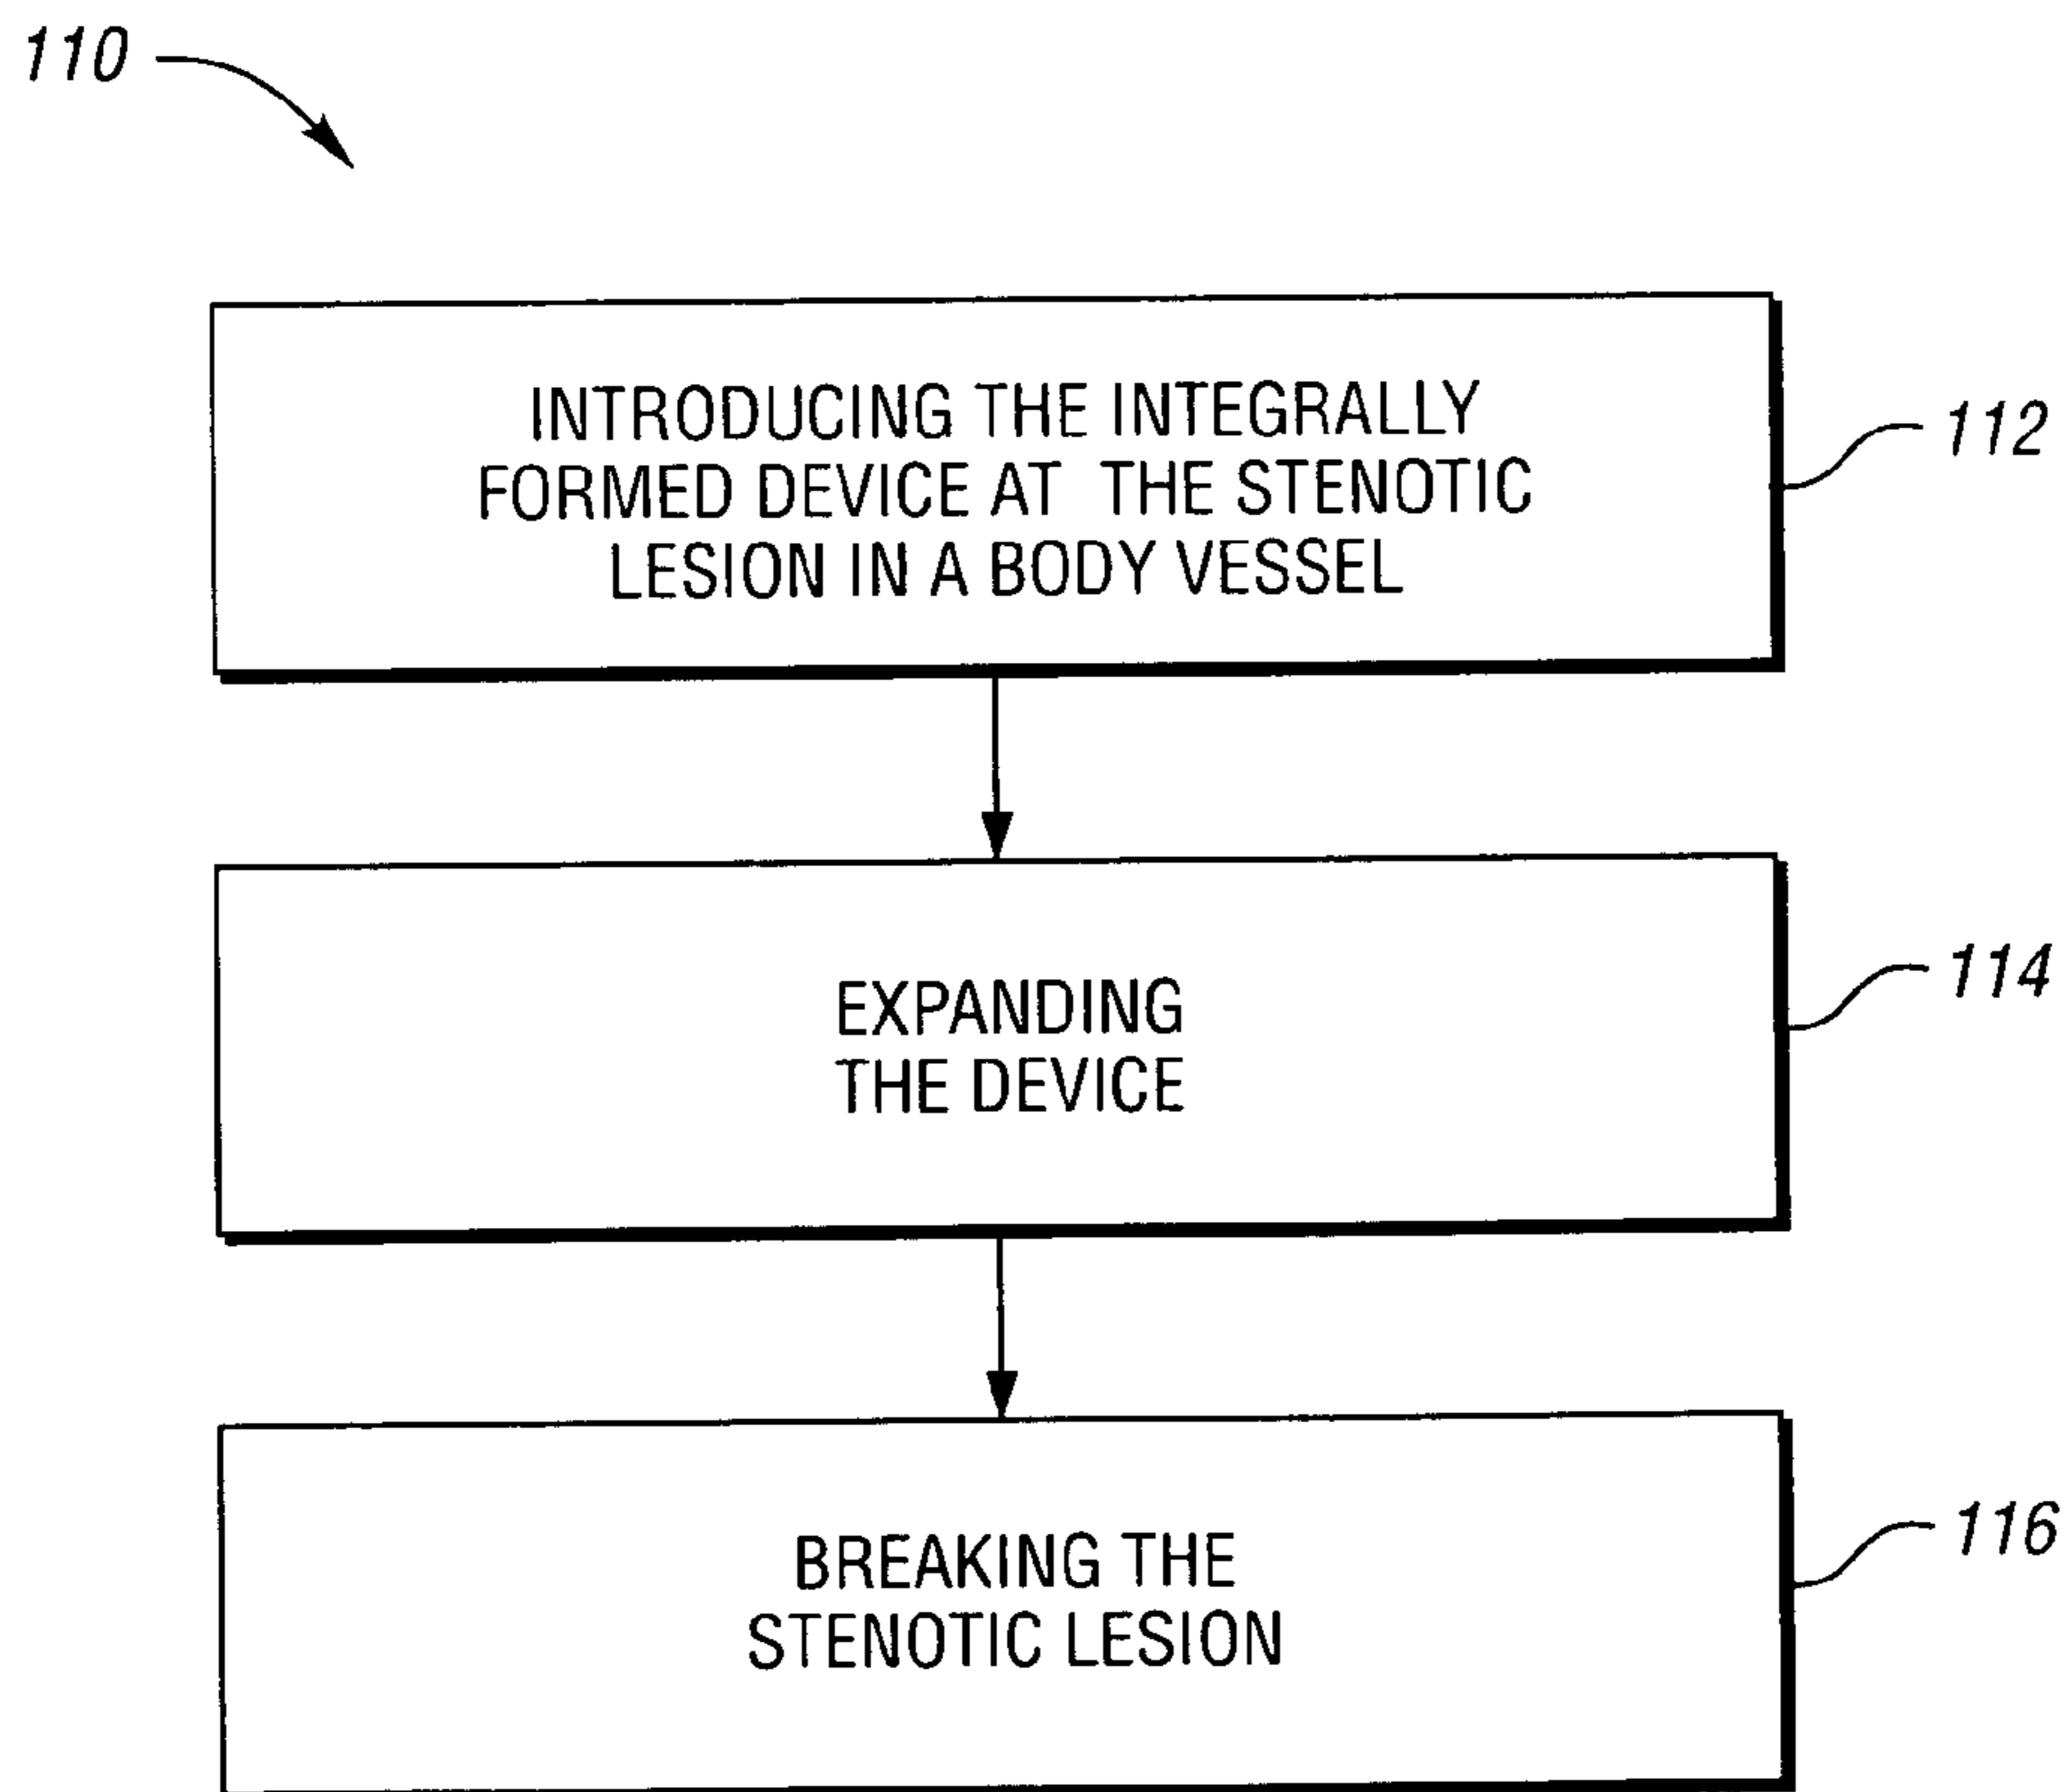 110
INTRODUCING THE INTEGRALLY
FORMED DEVICE AT THE STENOTIC
LESION IN A BODY VESSEL
112
EXPANDING
THE DEVICE
114
BREAKING THE
STENOTIC LESION
116